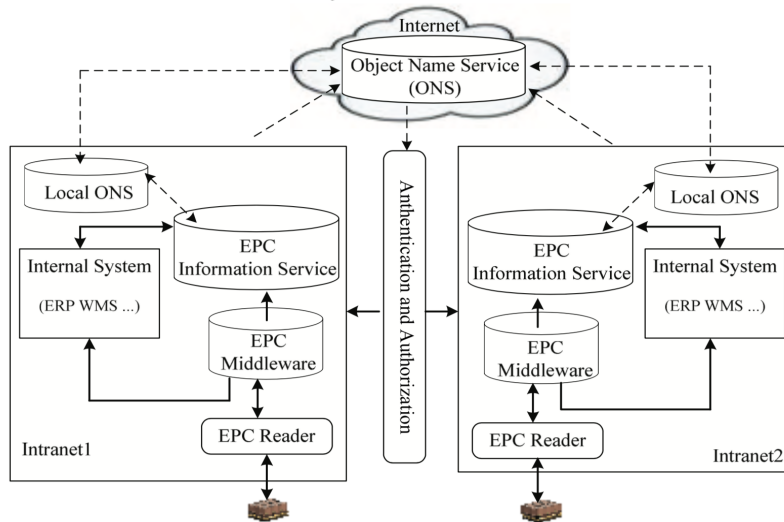 Internet
Object Name Service
(ONS)
Local ONS
EPC
Information Service
Internal System
(ERP WMS ...)
EPC
Middleware
EPC Reader
Intranet1
Anthentication and Authorization
Local ONS
EPC
Information Service
Internal System
(ERP WMS ...)
EPC
Middleware
EPC Reader
Intranet2